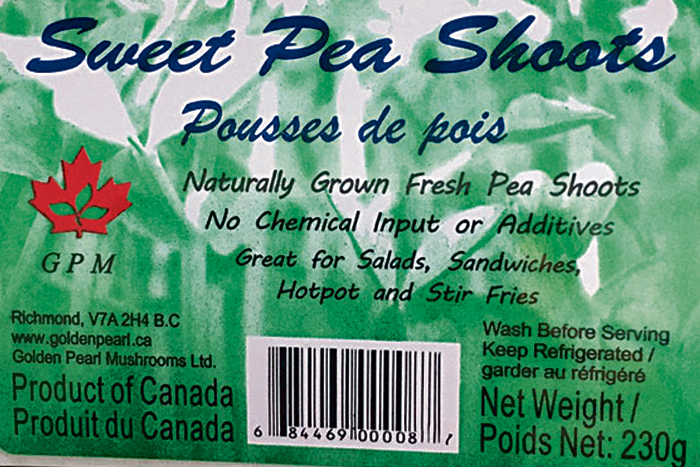 Sweet Pea Shoots
Pousses de pois
Naturally Grown Fresh Pea Shoots
No Chemical Input or Additives
Great for Salads, Sandwiches,
Hotpot and Stir Fries
G P M
Richmond, V7A 2H4 B.C
www.goldenpearl.ca
Golden Pearl Mushrooms Ltd.
Product of Canada
Produit du Canada
6 84469 00008 7
Wash Before Serving
Keep Refrigerated /
garder au réfrigéré
Net Weight /
Poids Net: 230g